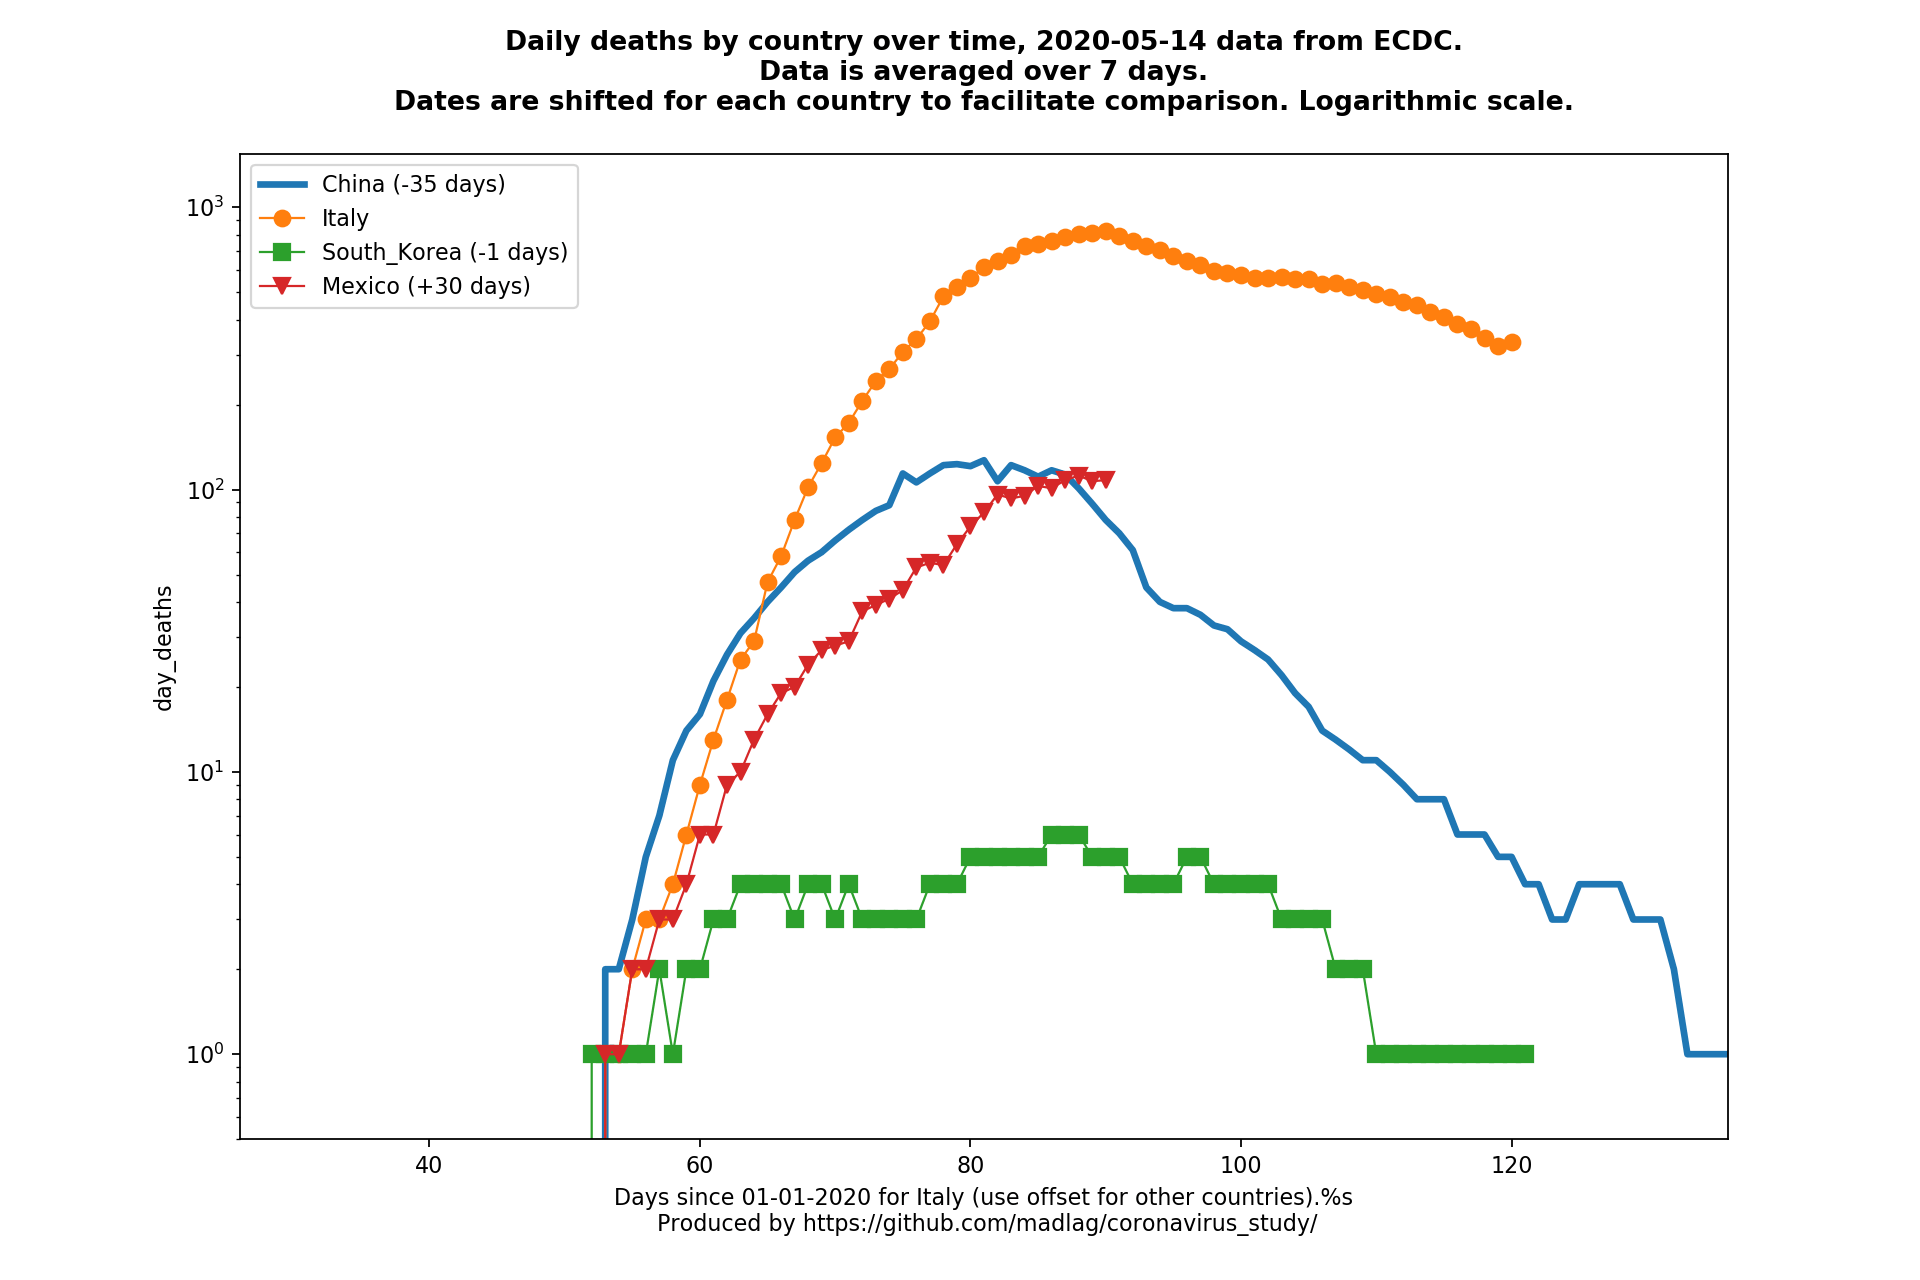 Daily deaths by country over time, 2020-05-14 data from ECDC.
Data is averaged over 7 days.
Dates are shifted for each country to facilitate comparison. Logarithmic scale.
China (-35 days)
Italy
South_Korea (-1 days)
Mexico (+30 days)
10³
10²
10¹
10⁰
day_deaths
40 60 80 100 120
Days since 01-01-2020 for Italy (use offset for other countries).%s
Produced by https://github.com/madlag/coronavirus_study/